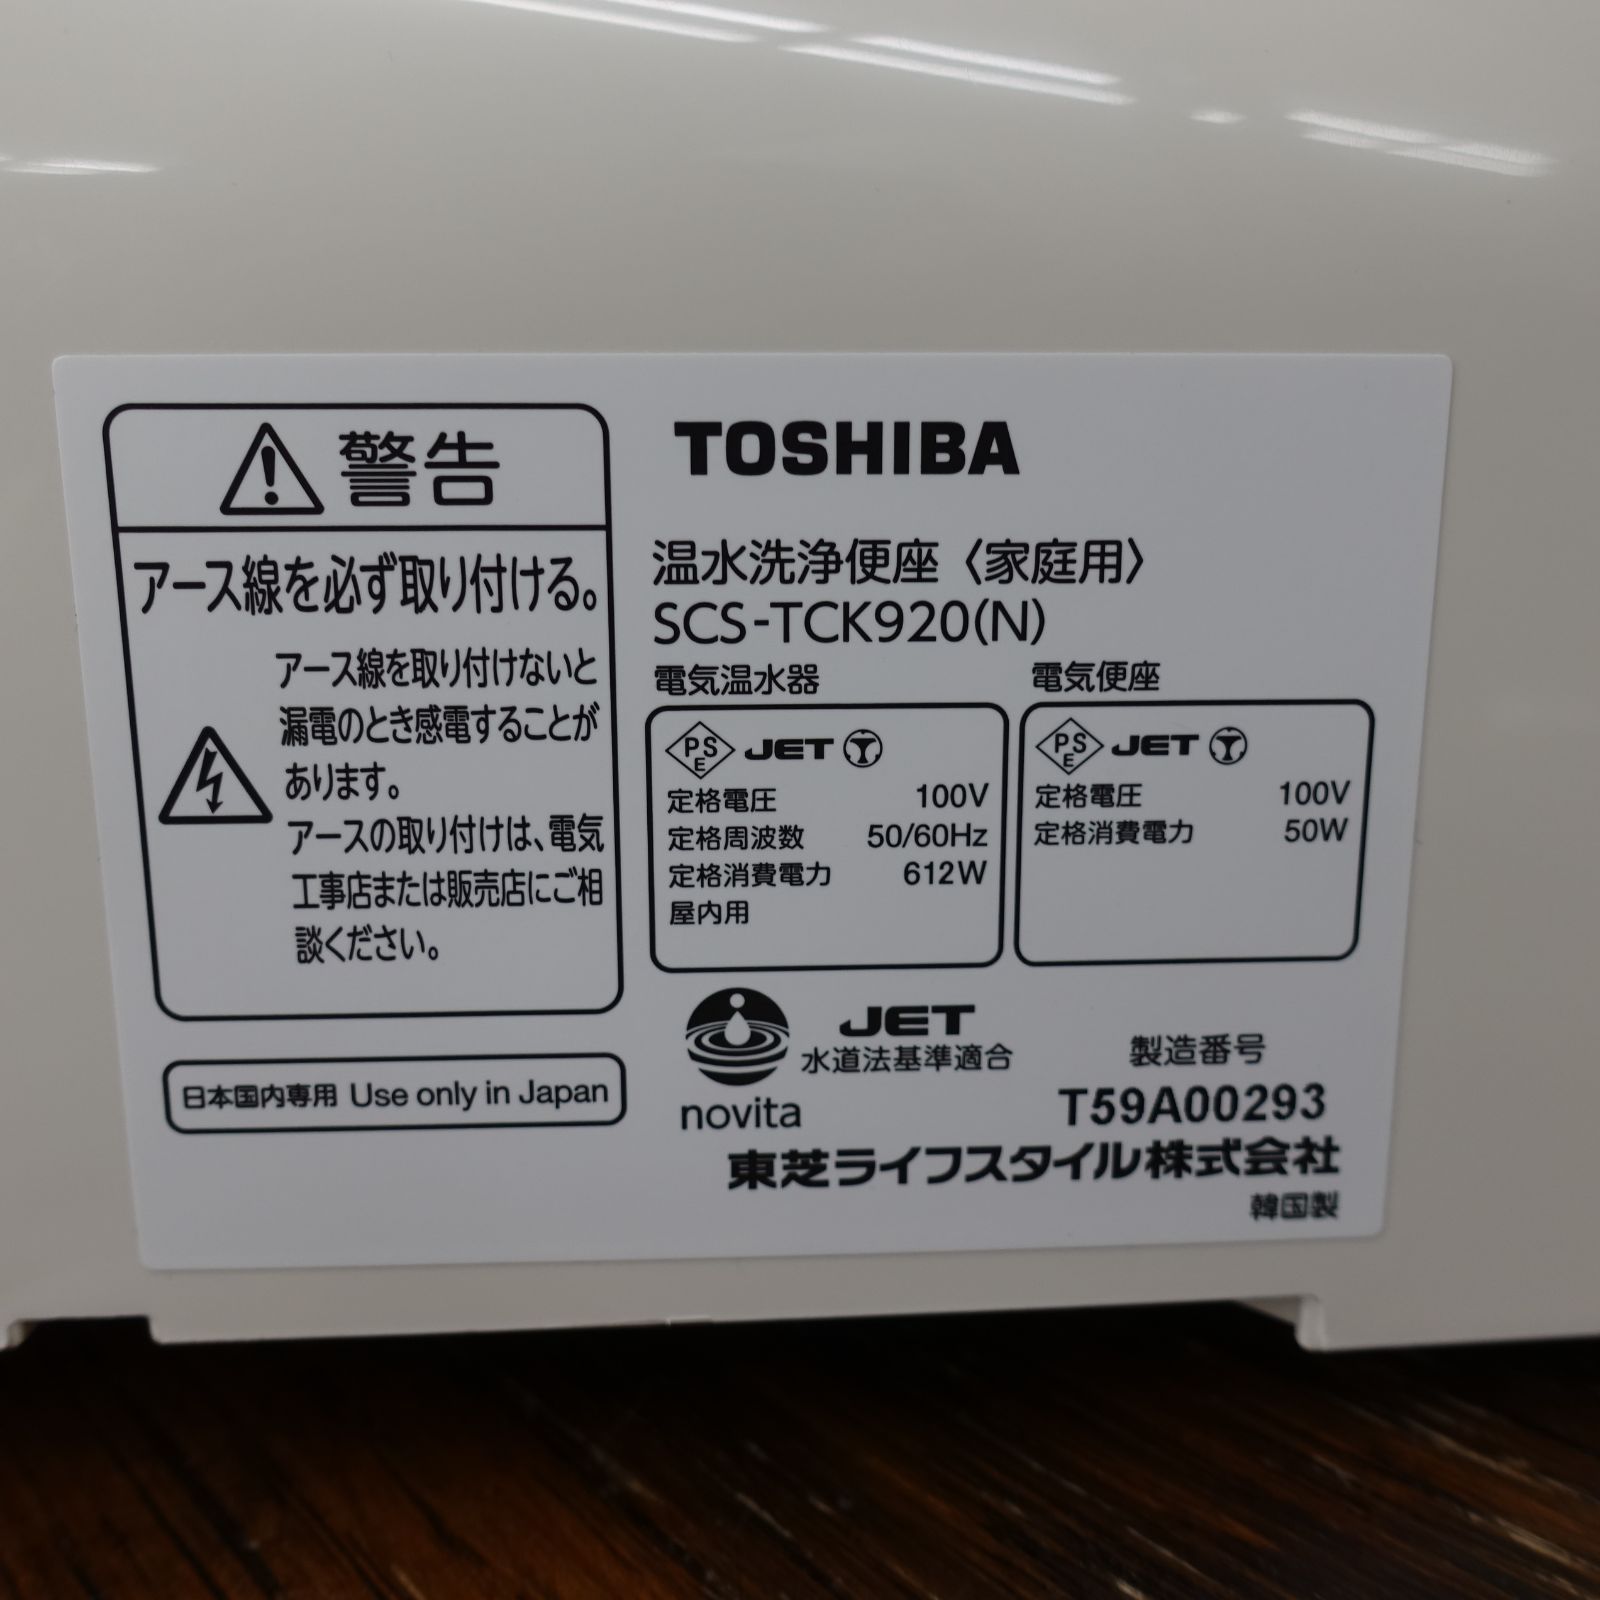 警告
アース線を必ず取り付ける。
アース線を取り付けないと
漏電のとき感電することが
あります。
アースの取り付けは、電気
工事店または販売店にご相
談ください。
日本国内専用 Use only in Japan
TOSHIBA
温水洗浄便座〈家庭用〉
SCS-TCK920(N)
電気温水器
PSE JET
定格電圧 100V
定格周波数 50/60Hz
定格消費電力 612W
屋内用
電気便座
PSE JET
定格電圧 100V
定格消費電力 50W
novita
JET
水道法基準適合
製造番号
T59A00293
東芝ライフスタイル株式会社
韓国製